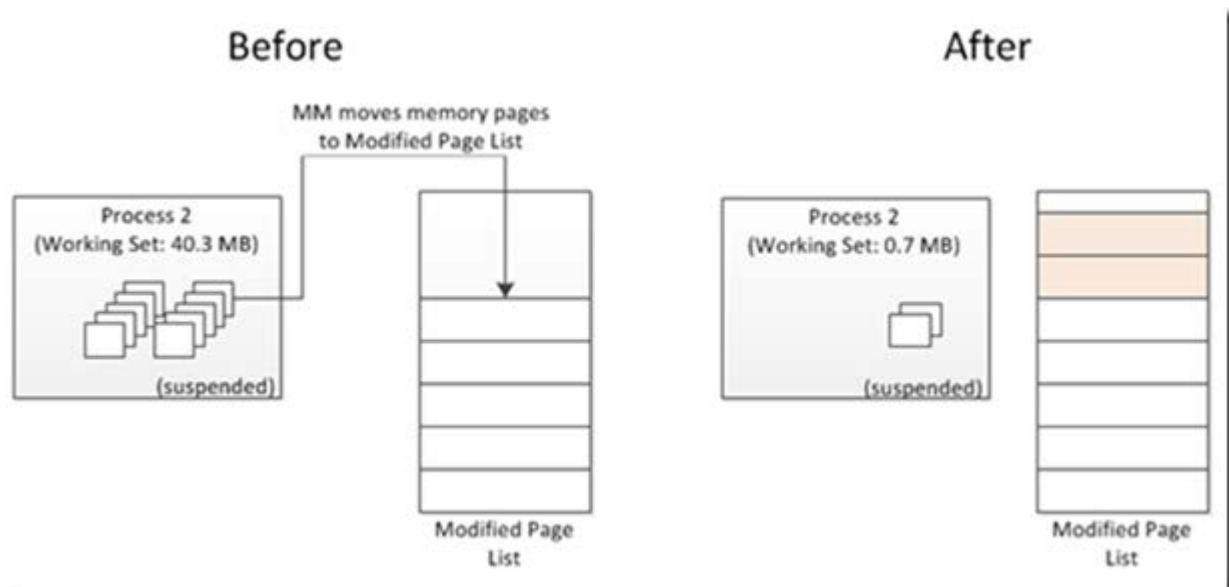 Before
MM moves memory pages
to Modified Page List
Process 2
(Working Set: 40.3 MB)
(suspended)
Modified Page
List
After
Process 2
(Working Set: 0.7 MB)
(suspended)
Modified Page
List